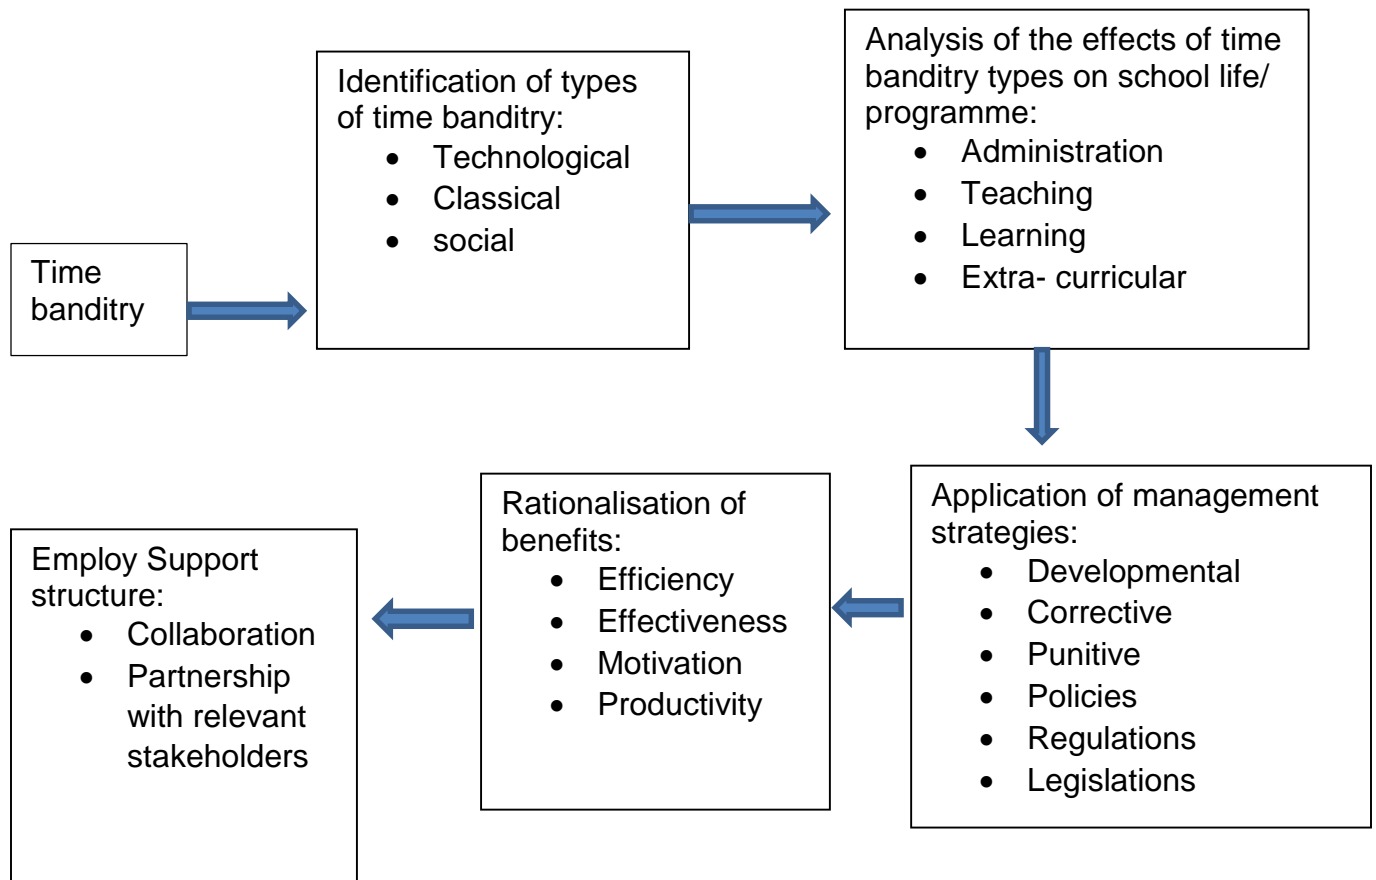 Time
banditry
Identification of types
of time banditry:
• Technological
• Classical
• social
Analysis of the effects of time
banditry types on school life/
programme:
• Administration
• Teaching
• Learning
• Extra- curricular
Application of management
strategies:
• Developmental
• Corrective
• Punitive
• Policies
• Regulations
• Legislations
Rationalisation of
benefits:
• Efficiency
• Effectiveness
• Motivation
• Productivity
Employ Support
structure:
• Collaboration
• Partnership
with relevant
stakeholders